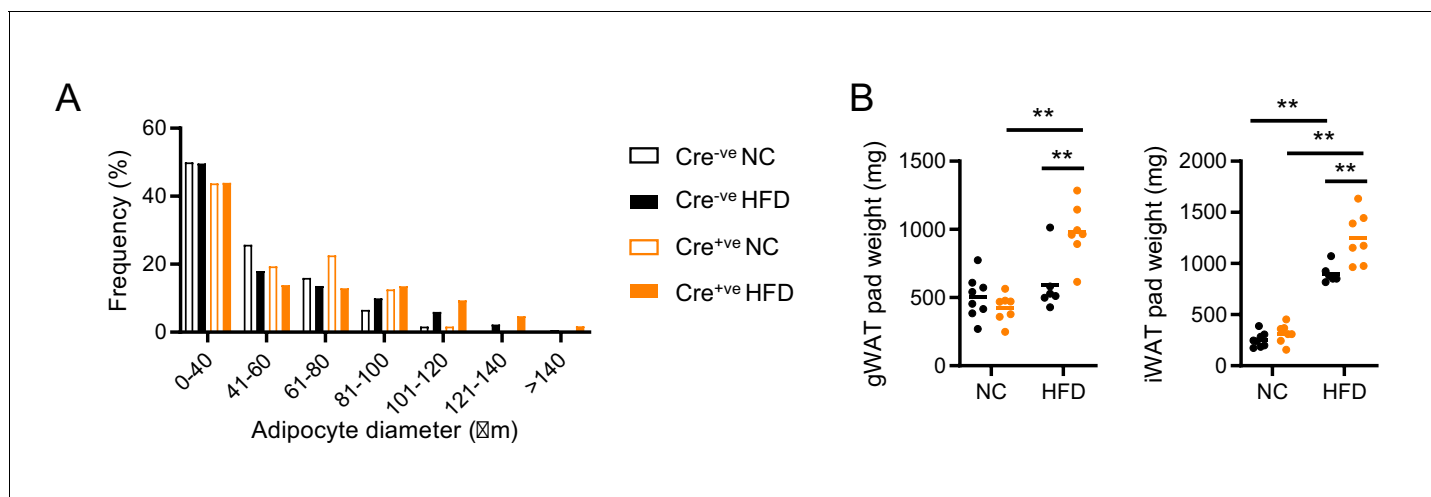 A
Frequency (%)
60
40
20
0
0-40
41-60
61-80
81-100
101-120
121-140
>140
Adipocyte diameter (☒m)
Cre-ve NC
Cre-ve HFD
Cre+ve NC
Cre+ve HFD
B
gWAT pad weight (mg)
1500
1000
500
0
**
**
NC HFD
iWAT pad weight (mg)
2000
1500
1000
500
0
**
**
**
NC HFD